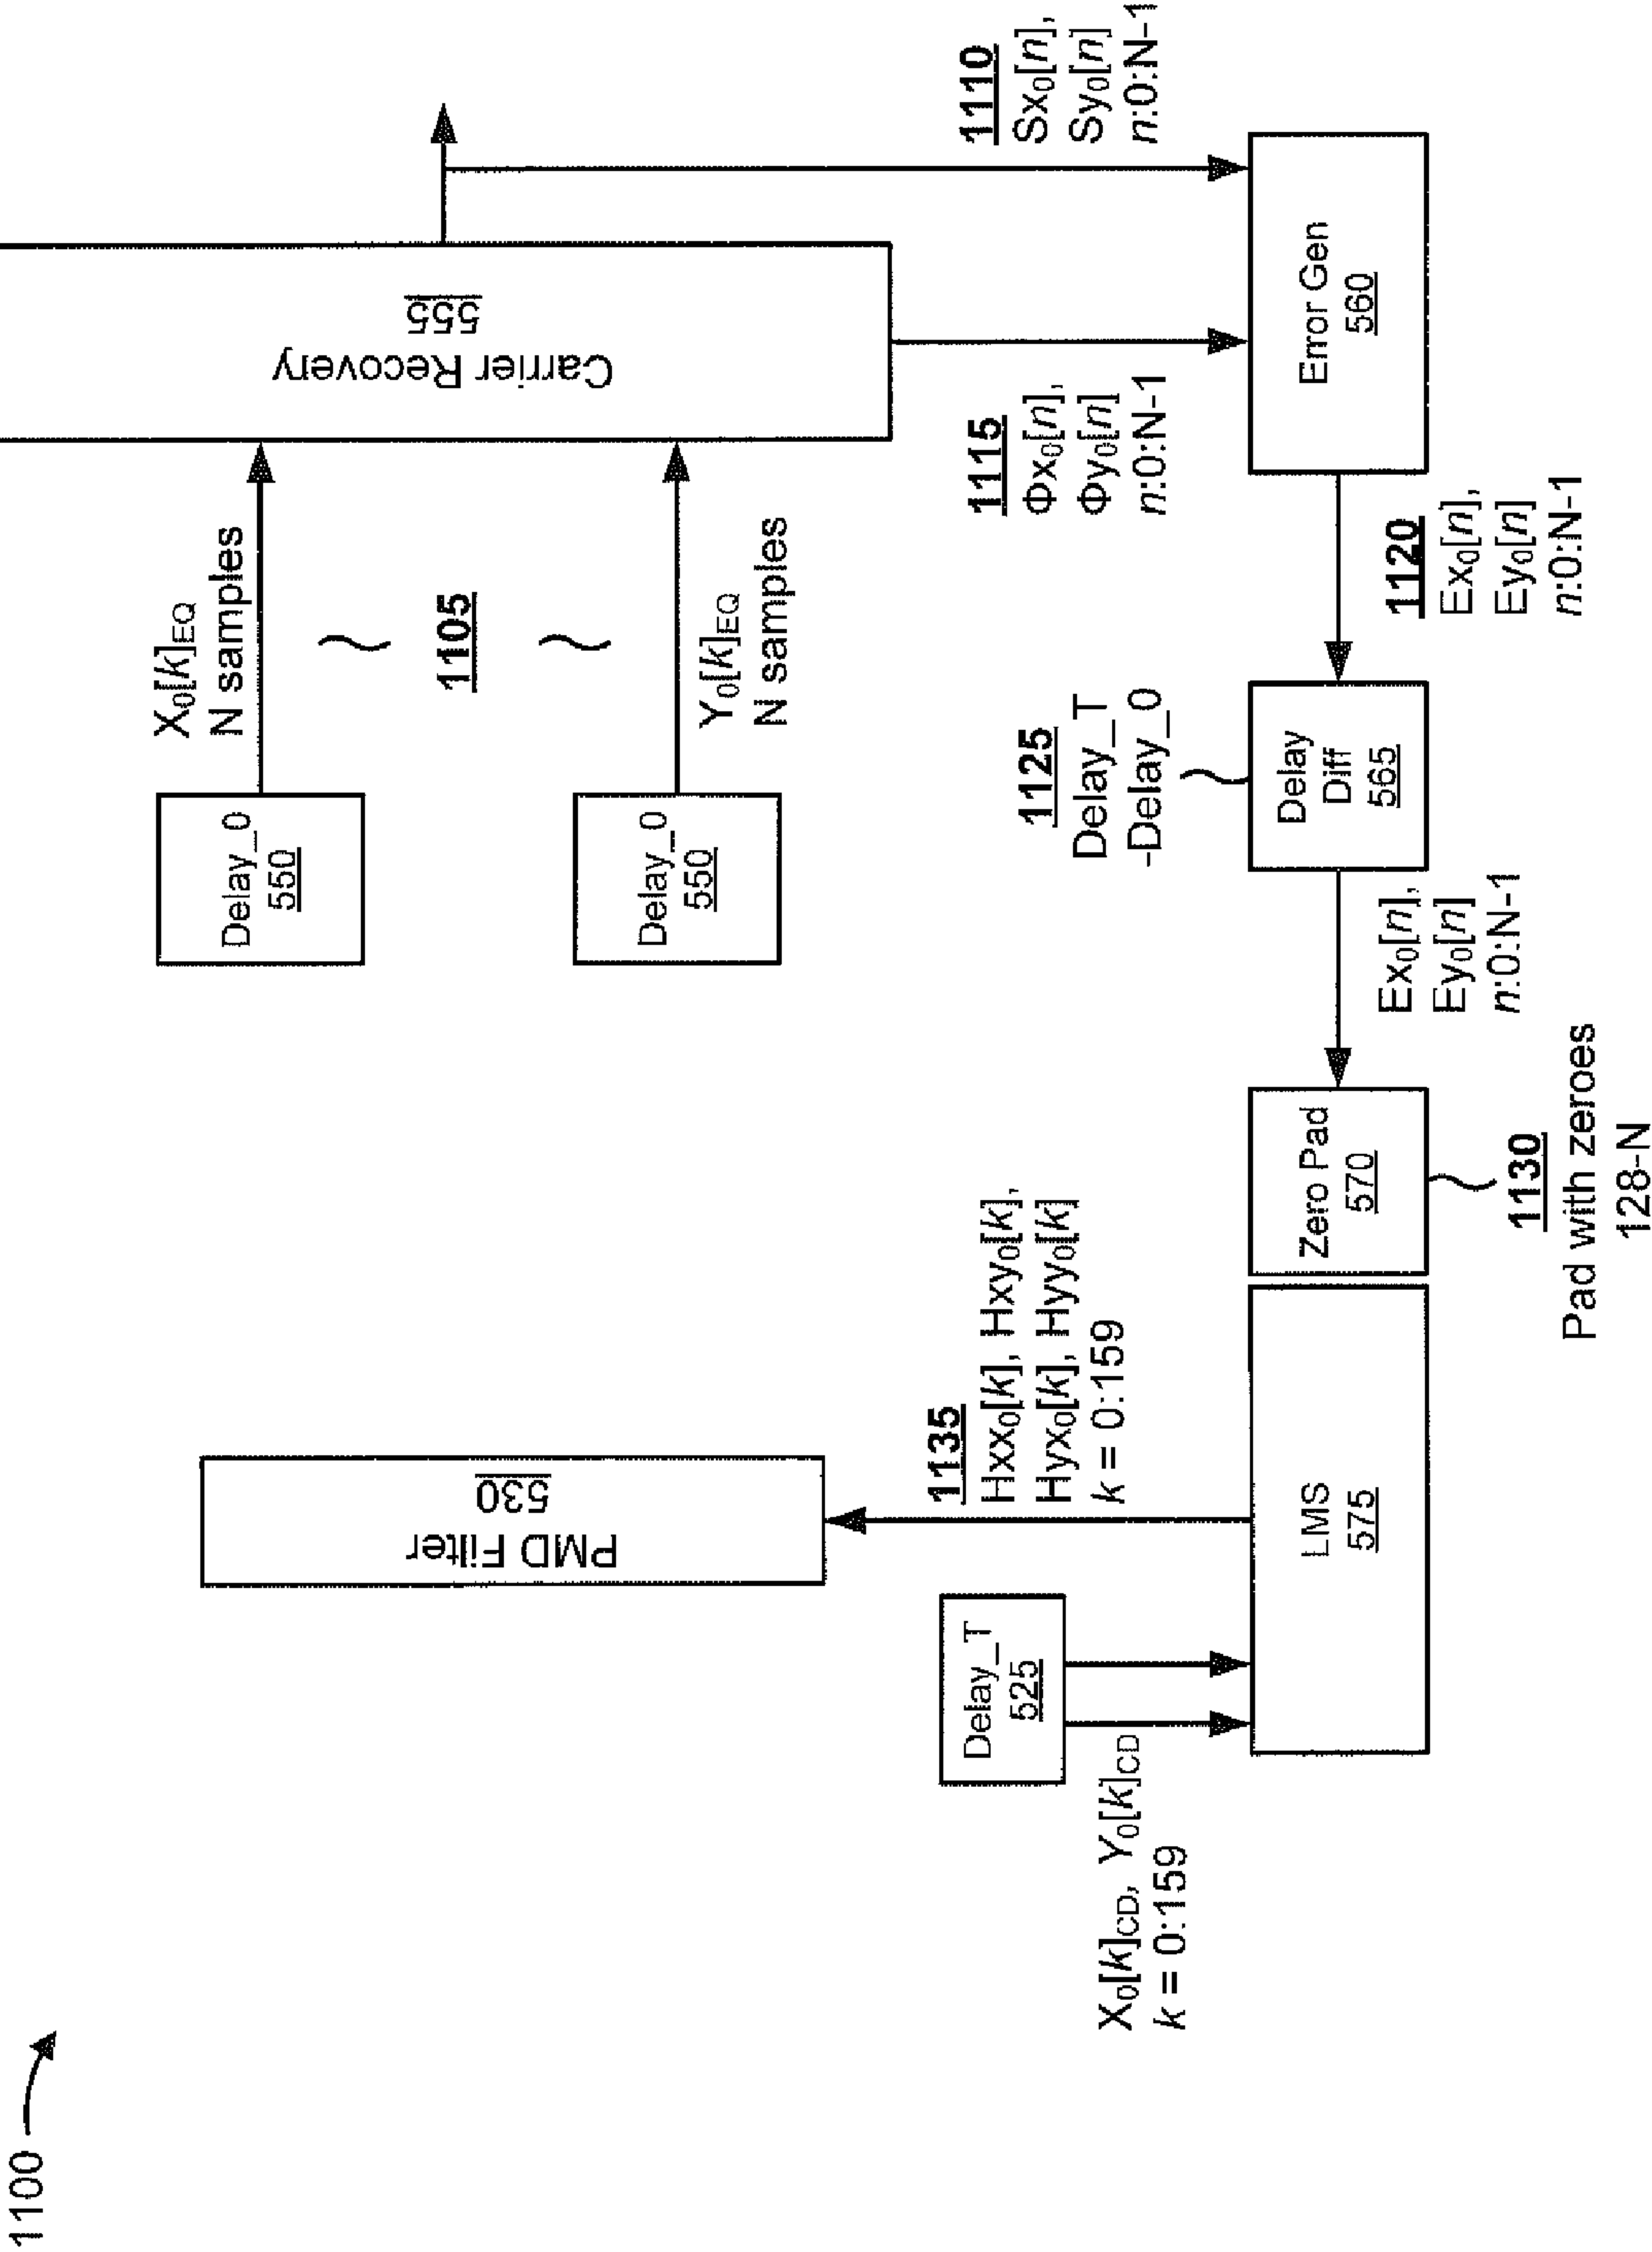 1100
PMD Filter
530
Delay_T
525
X₀[k]CD, Y₀[k]CD
k = 0:159
1135
Hxx₀[k], Hxy₀[k],
Hyx₀[k], Hyy₀[k]
k = 0:159
LMS
575
Zero Pad
570
1130
Pad with zeroes
128-N
Ex₀[n],
Ey₀[n]
n:0:N-1
1125
Delay_T
-Delay_0
Delay
Diff
565
1120
Ex₀[n],
Ey₀[n]
n:0:N-1
Error Gen
560
Delay_0
550
Delay_0
550
X₀[k]EQ
N samples
1105
Y₀[k]EQ
N samples
Carrier Recovery
555
1115
Φx₀[n],
Φy₀[n]
n:0:N-1
1110
Sx₀[n],
Sy₀[n]
n:0:N-1